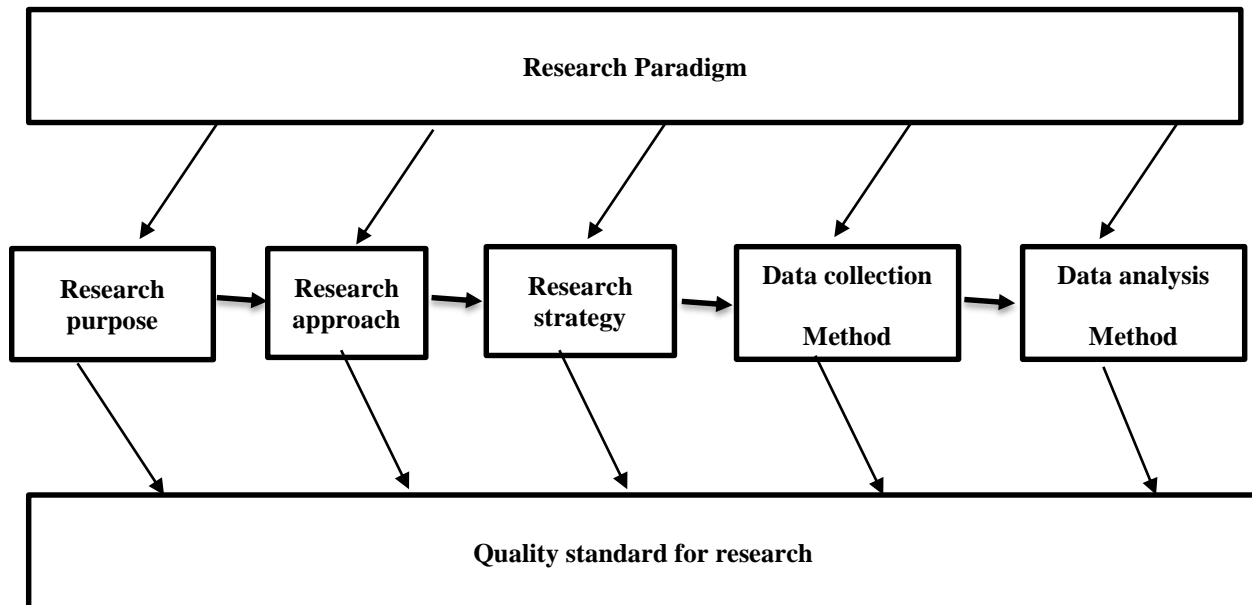 Research Paradigm
Research
purpose
Research
approach
Research
strategy
Data collection
Method
Data analysis
Method
Quality standard for research